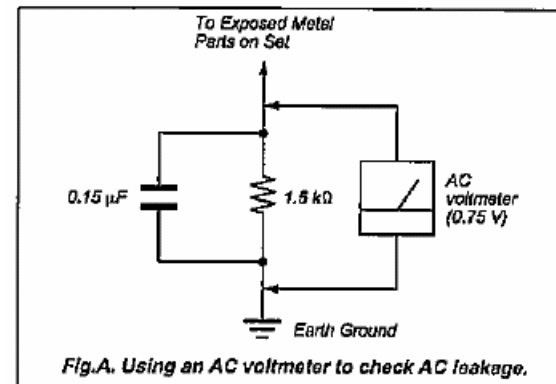 To Exposed Metal
Parts on Set
0.15 µF
1.5 kΩ
AC
voltmeter
(0.75 V)
Earth Ground
Fig.A. Using an AC voltmeter to check AC leakage.